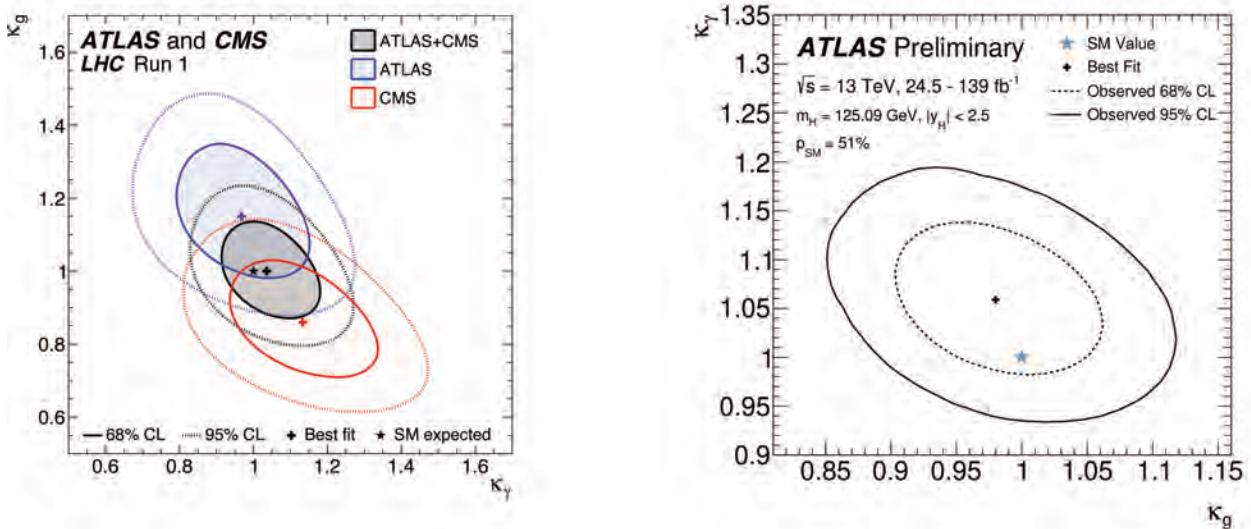 κg
ATLAS and CMS
LHC Run 1
ATLAS+CMS
ATLAS
CMS
1.6
1.4
1.2
1
0.8
0.6
68% CL 95% CL Best fit SM expected
0.6 0.8 1 1.2 1.4 1.6
κγ
κγ
1.35
1.3
1.25
1.2
1.15
1.1
1.05
1
0.95
0.9
ATLAS Preliminary
√s = 13 TeV, 24.5 - 139 fb⁻¹
mH = 125.09 GeV, |yH| < 2.5
pSM = 51%
SM Value
Best Fit
Observed 68% CL
Observed 95% CL
0.85 0.9 0.95 1 1.05 1.1 1.15
κg